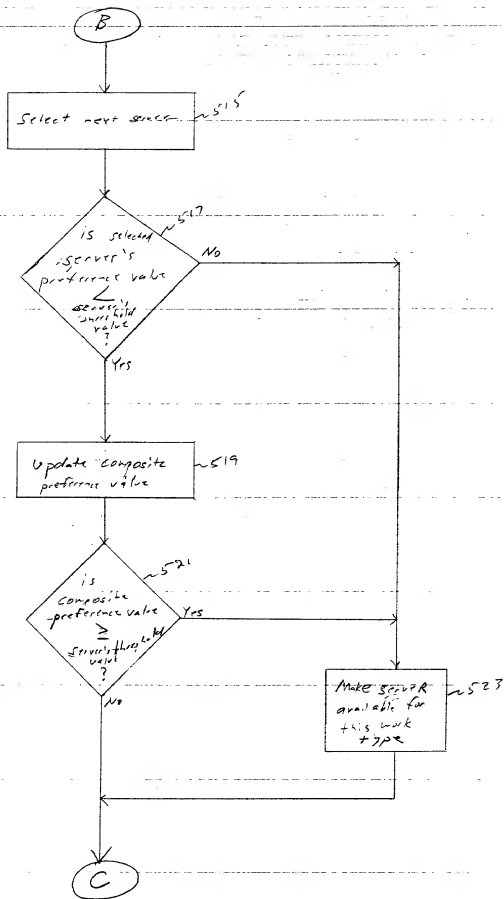 B
Select next server
515
517
is selected
server's
preference value
<
server's
threshold
value
?
No
Yes
Update composite
preference value
519
521
is
composite
preference value
≥
server's threshold
value
?
Yes
No
Make serveR
available for
this work
type
523
C